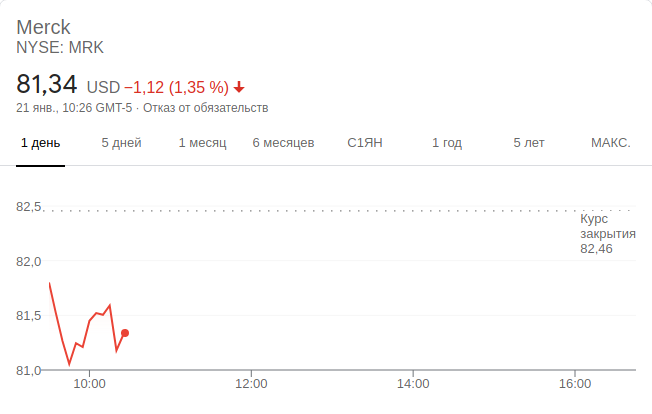 Merck
NYSE: MRK
81,34 USD −1,12 (1,35 %)
21 янв., 10:26 GMT-5 · Отказ от обязательств
1 день 5 дней 1 месяц 6 месяцев С1ЯН 1 год 5 лет МАКС.
82,5
Курс
закрытия
82,46
82,0
81,5
81,0
10:00 12:00 14:00 16:00